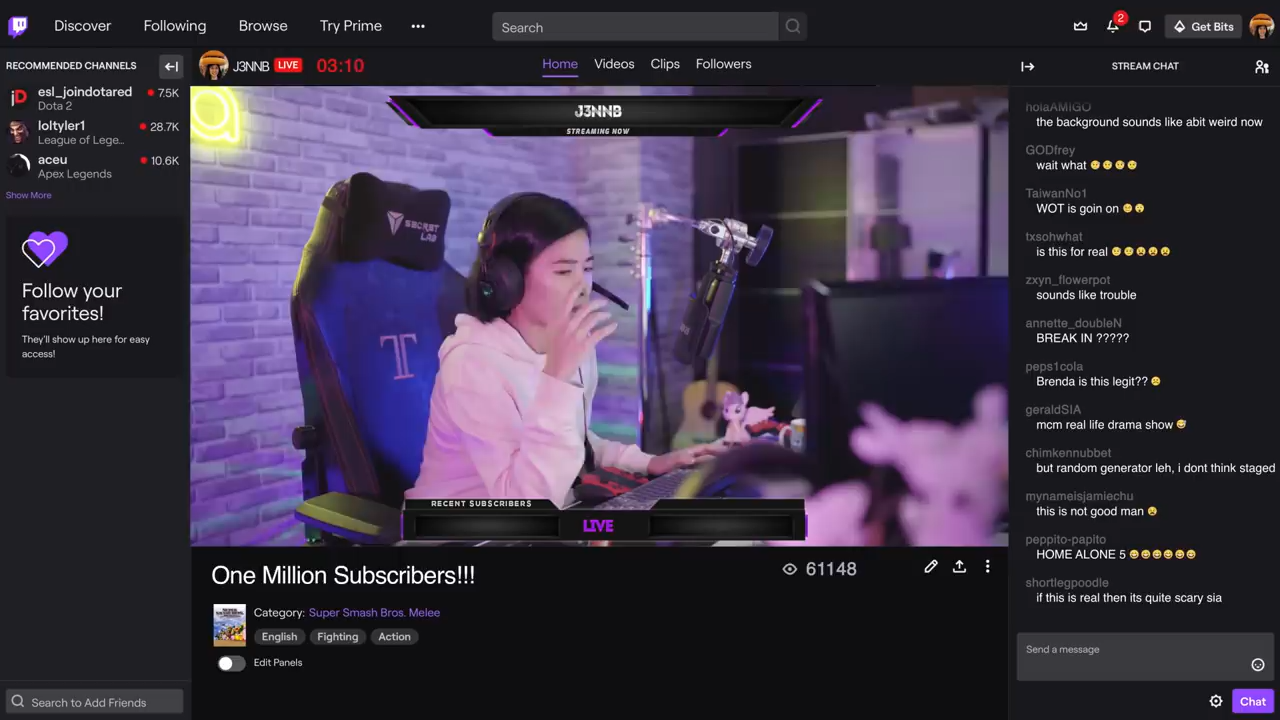 Discover
Following
Browse
Try Prime
Search
2
Get Bits
RECOMMENDED CHANNELS
esl_joindotared
7.5K
Dota 2
loltyler1
28.7K
League of Lege...
aceu
10.6K
Apex Legends
Show More
Follow your
favorites!
They'll show up here for easy
access!
Search to Add Friends
J3NNB
LIVE
03:10
Home
Videos
Clips
Followers
J3NNB
STREAMING NOW
SECRET
LAB
T
RECENT SUBSCRIBERS
LIVE
One Million Subscribers!!!
61148
Category: Super Smash Bros. Melee
English
Fighting
Action
Edit Panels
STREAM CHAT
holaAMIGO
the background sounds like abit weird now
GODfrey
wait what
TaiwanNo1
WOT is goin on
txsohwhat
is this for real
zxyn_flowerpot
sounds like trouble
annette_doubleN
BREAK IN ?????
peps1cola
Brenda is this legit??
geraldSIA
mcm real life drama show
chimkennubbet
but random generator leh, i dont think staged
mynameisjamiechu
this is not good man
peppito-papito
HOME ALONE 5
shortlegpoodle
if this is real then its quite scary sia
Send a message
Chat